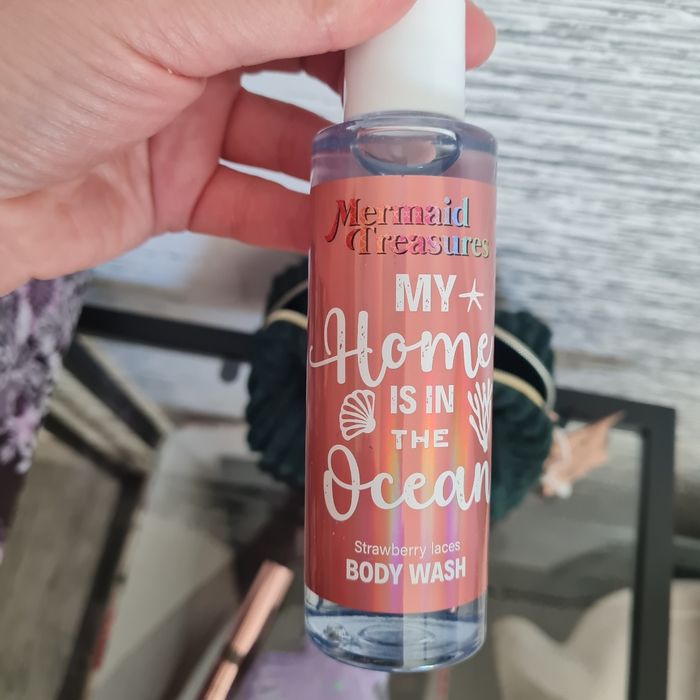 Mermaid
Treasures
MY
Home
IS IN
THE
Ocean
Strawberry laces
BODY WASH